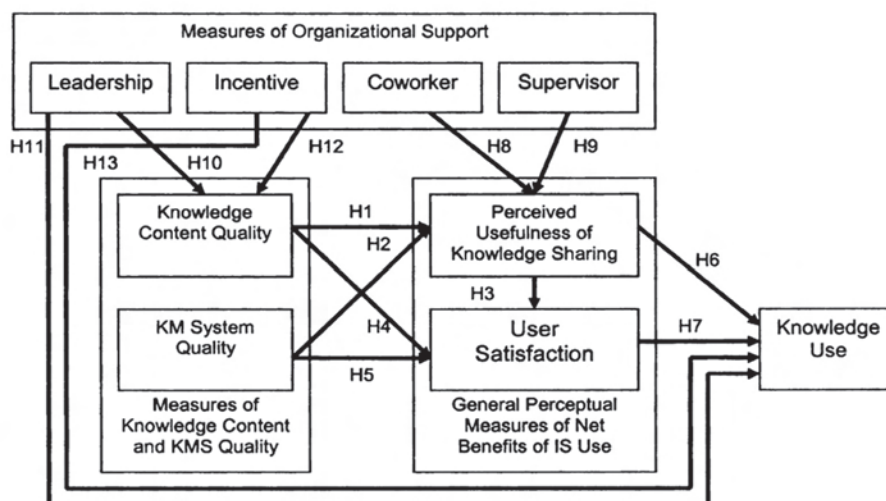 Measures of Organizational Support
Leadership
Incentive
Coworker
Supervisor
H11
H13
H10
H12
H8
H9
Knowledge
Content Quality
H1
H2
Perceived
Usefulness of
Knowledge Sharing
H6
H3
KM System
Quality
H4
H5
User
Satisfaction
H7
Knowledge
Use
Measures of
Knowledge Content
and KMS Quality
General Perceptual
Measures of Net
Benefits of IS Use